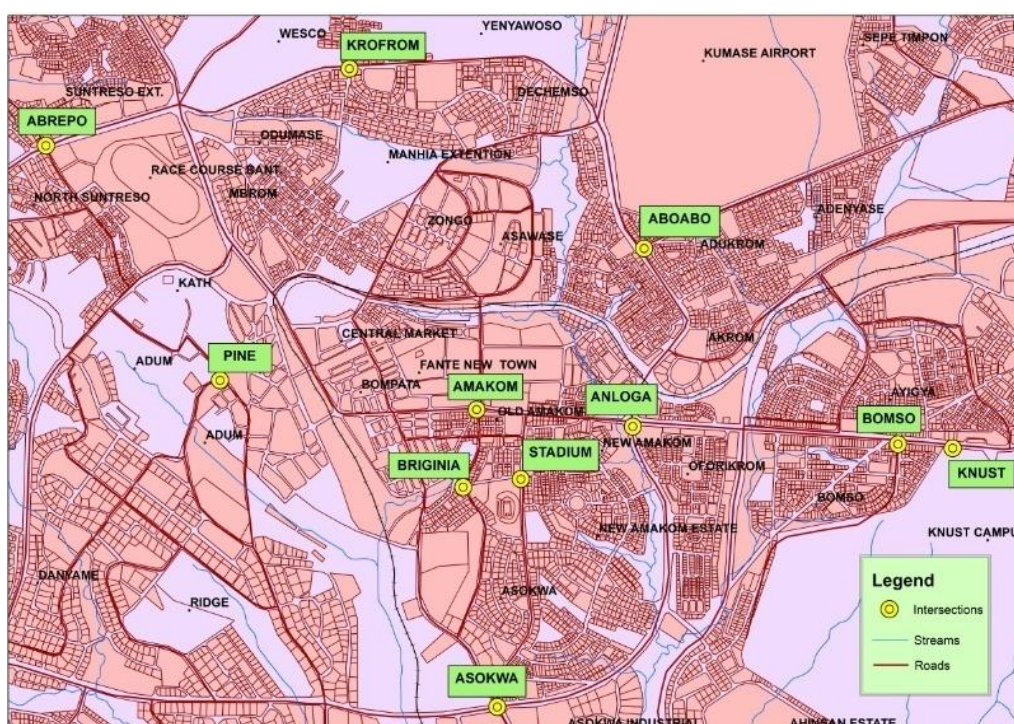 WESCO
YENYAWOSO
KROFROM
KUMASE AIRPORT
SEPE TIMPON
SUNTRESO EXT.
DECHEMSO
ABREPO
ODUMASE
MANHIA EXTENTION
RACE COURSE BANT.
MBROM
NORTH SUNTRESO
ZONGO
ASAWASE
ABOABO
ADENYASE
ADUKROM
KATH
CENTRAL MARKET
AKROM
PINE
ADUM
FANTE NEW TOWN
BOMPATA
AMAKOM
OLD AMAKOM
ANLOGA
AYIGYA
BOMSO
ADUM
NEW AMAKOM
STADIUM
BRIGINIA
OFORIKROM
KNUST
BOMSO
NEW AMAKOM ESTATE
KNUST CAMPU
DANYAME
RIDGE
ASOKWA
Legend
Intersections
Streams
Roads
ASOKWA
ASOKWA INDUSTRIAL
AHINSAN ESTATE